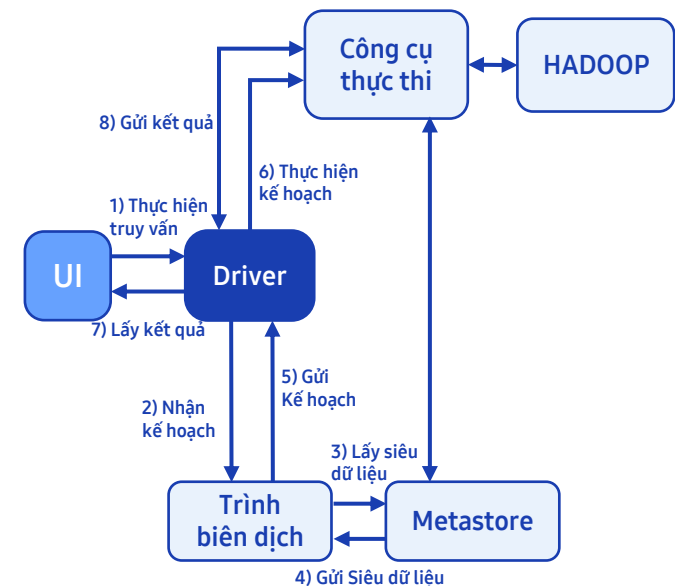 Công cụ
thực thi
HADOOP
8) Gửi kết quả
6) Thực hiện
kế hoạch
1) Thực hiện
truy vấn
UI
Driver
7) Lấy kết quả
5) Gửi
Kế hoạch
2) Nhận
kế hoạch
3) Lấy siêu
dữ liệu
Trình
biên dịch
Metastore
4) Gửi Siêu dữ liệu